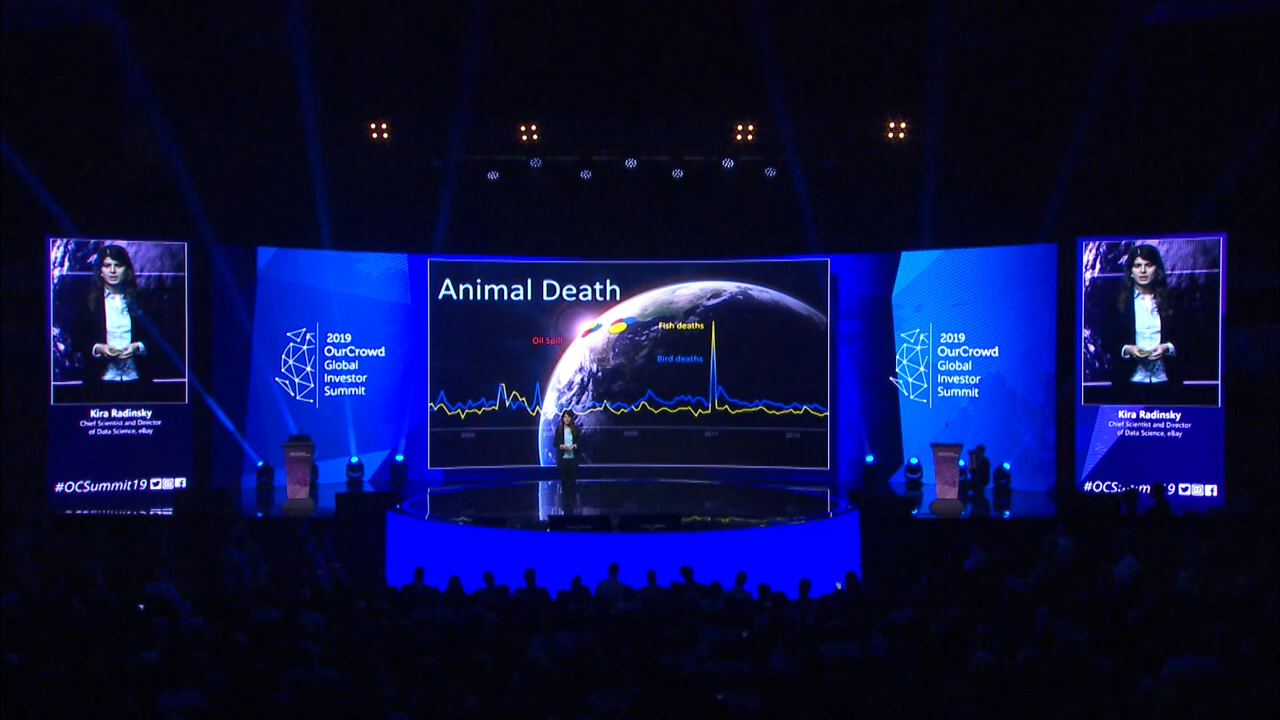 Animal Death
Oil Spill
Fish deaths
Bird deaths
2009
2011
2019
OurCrowd
Global
Investor
Summit
2019
OurCrowd
Global
Investor
Summit
Kira Radinsky
Chief Scientist and Director
of Data Science, eBay
#OCSummit19
Kira Radinsky
Chief Scientist and Director
of Data Science, eBay